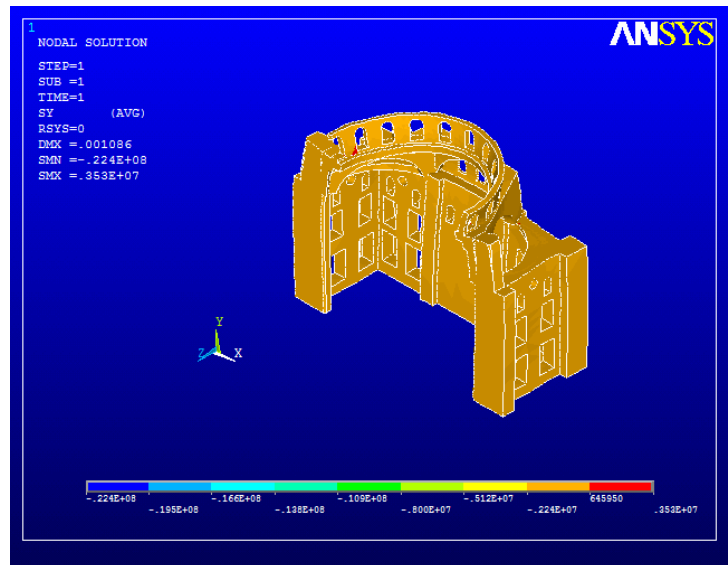 1
ANSYS
NODAL SOLUTION
STEP=1
SUB =1
TIME=1
SY (AVG)
RSYS=0
DMX =.001086
SMN =-.224E+08
SMX =.353E+07
Y
Z X
-.224E+08 -.166E+08 -.109E+08 -.512E+07 645950
-.195E+08 -.138E+08 -.800E+07 -.224E+07 .353E+07